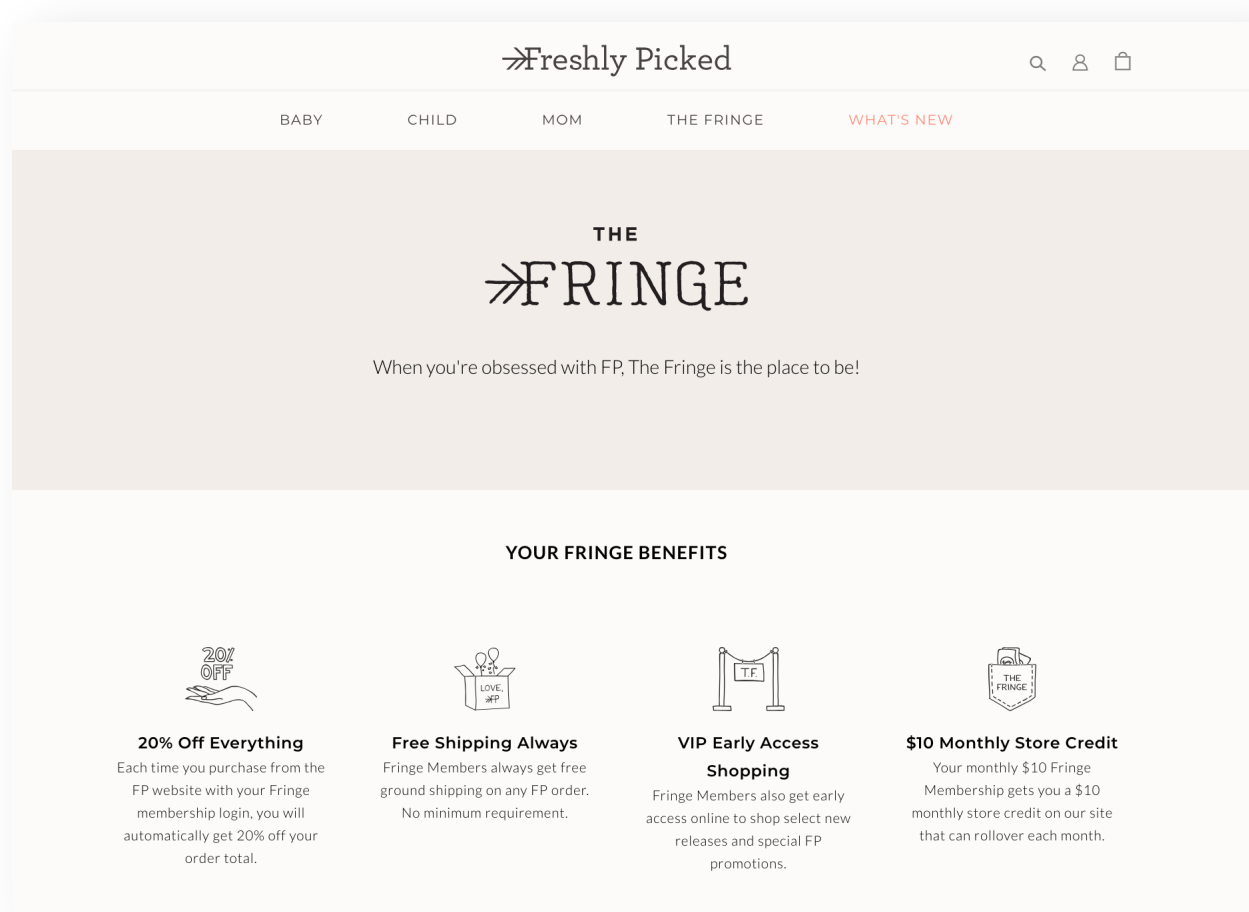 Freshly Picked
BABY CHILD MOM THE FRINGE WHAT'S NEW
THE
FRINGE
When you're obsessed with FP, The Fringe is the place to be!
YOUR FRINGE BENEFITS
20%
OFF
20% Off Everything
Each time you purchase from the
FP website with your Fringe
membership login, you will
automatically get 20% off your
order total.
LOVE,
FP
Free Shipping Always
Fringe Members always get free
ground shipping on any FP order.
No minimum requirement.
T.F.
VIP Early Access
Shopping
Fringe Members also get early
access online to shop select new
releases and special FP
promotions.
THE
FRINGE
$10 Monthly Store Credit
Your monthly $10 Fringe
Membership gets you a $10
monthly store credit on our site
that can rollover each month.